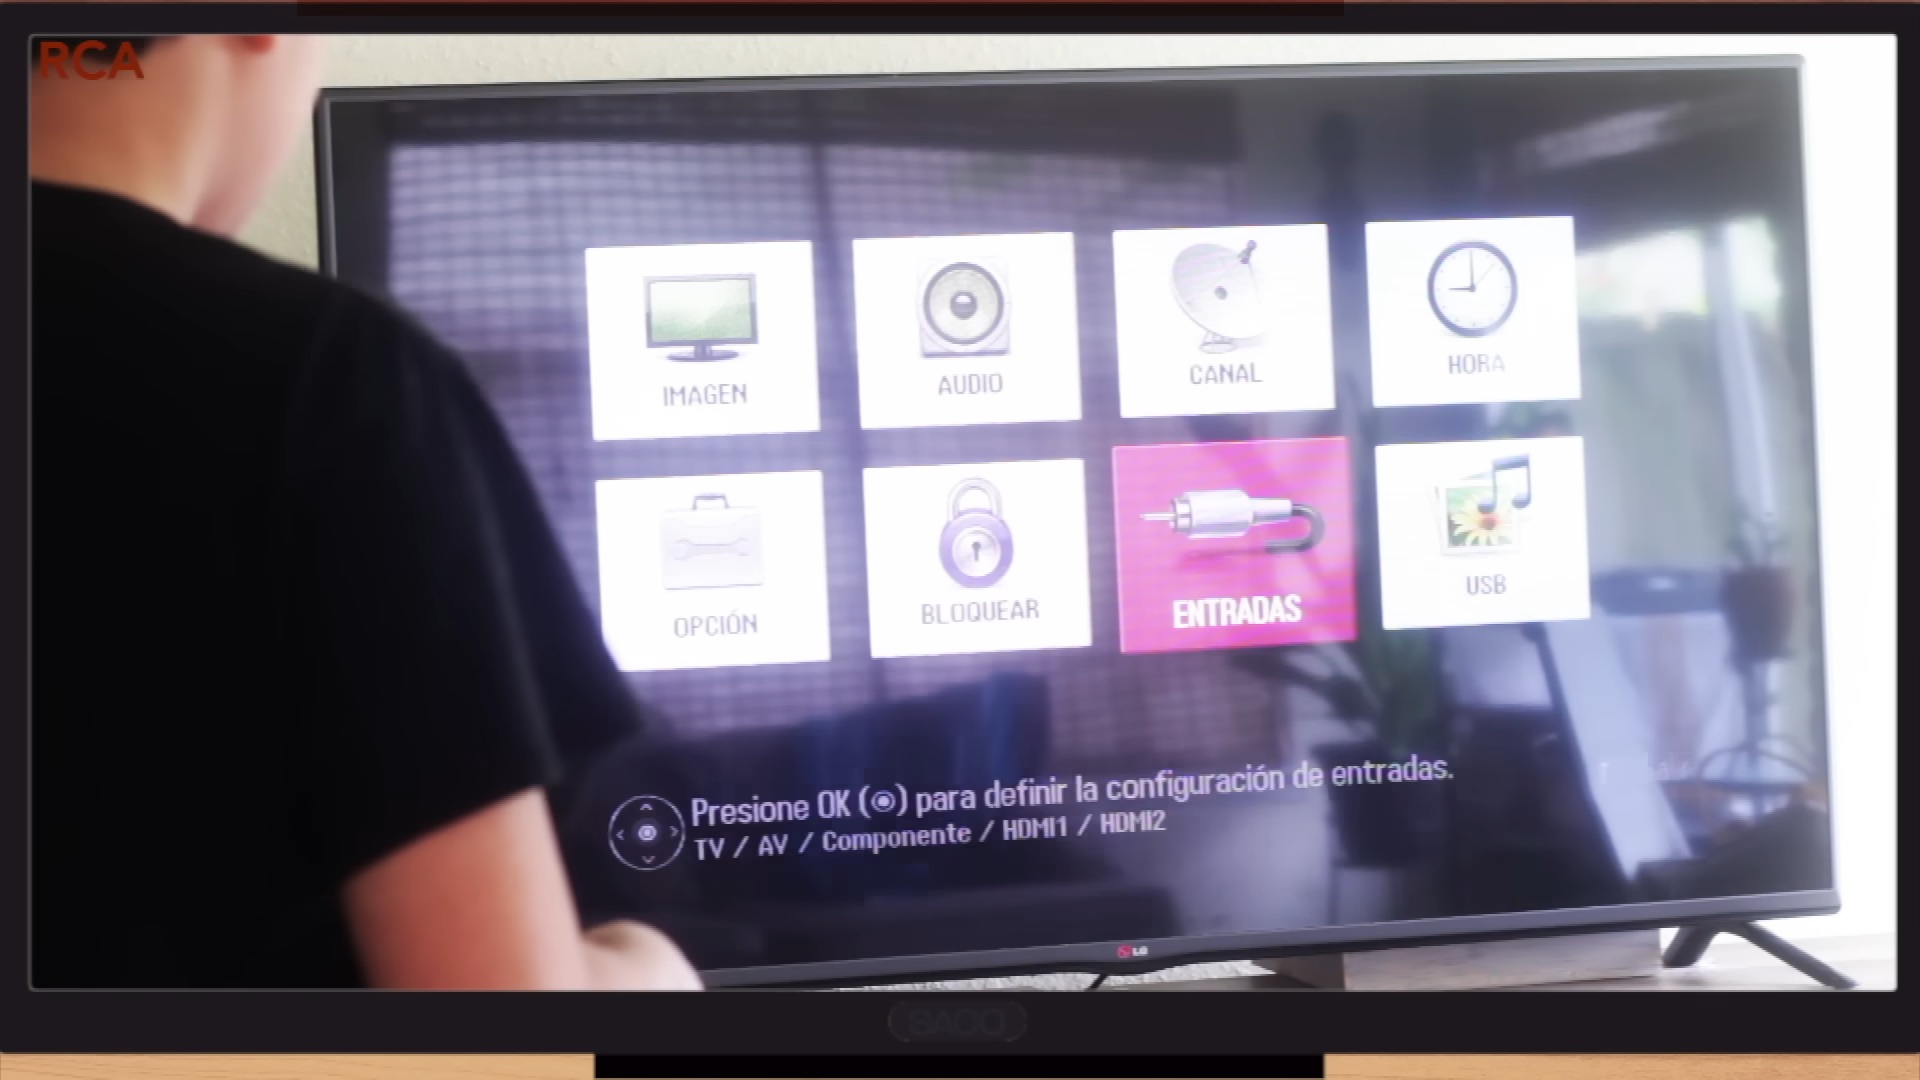 RCA
IMAGEN
AUDIO
CANAL
HORA
OPCIÓN
BLOQUEAR
ENTRADAS
USB
Presione OK (◉) para definir la configuración de entradas.
TV / AV / Componente / HDMI1 / HDMI2
LG
SACO